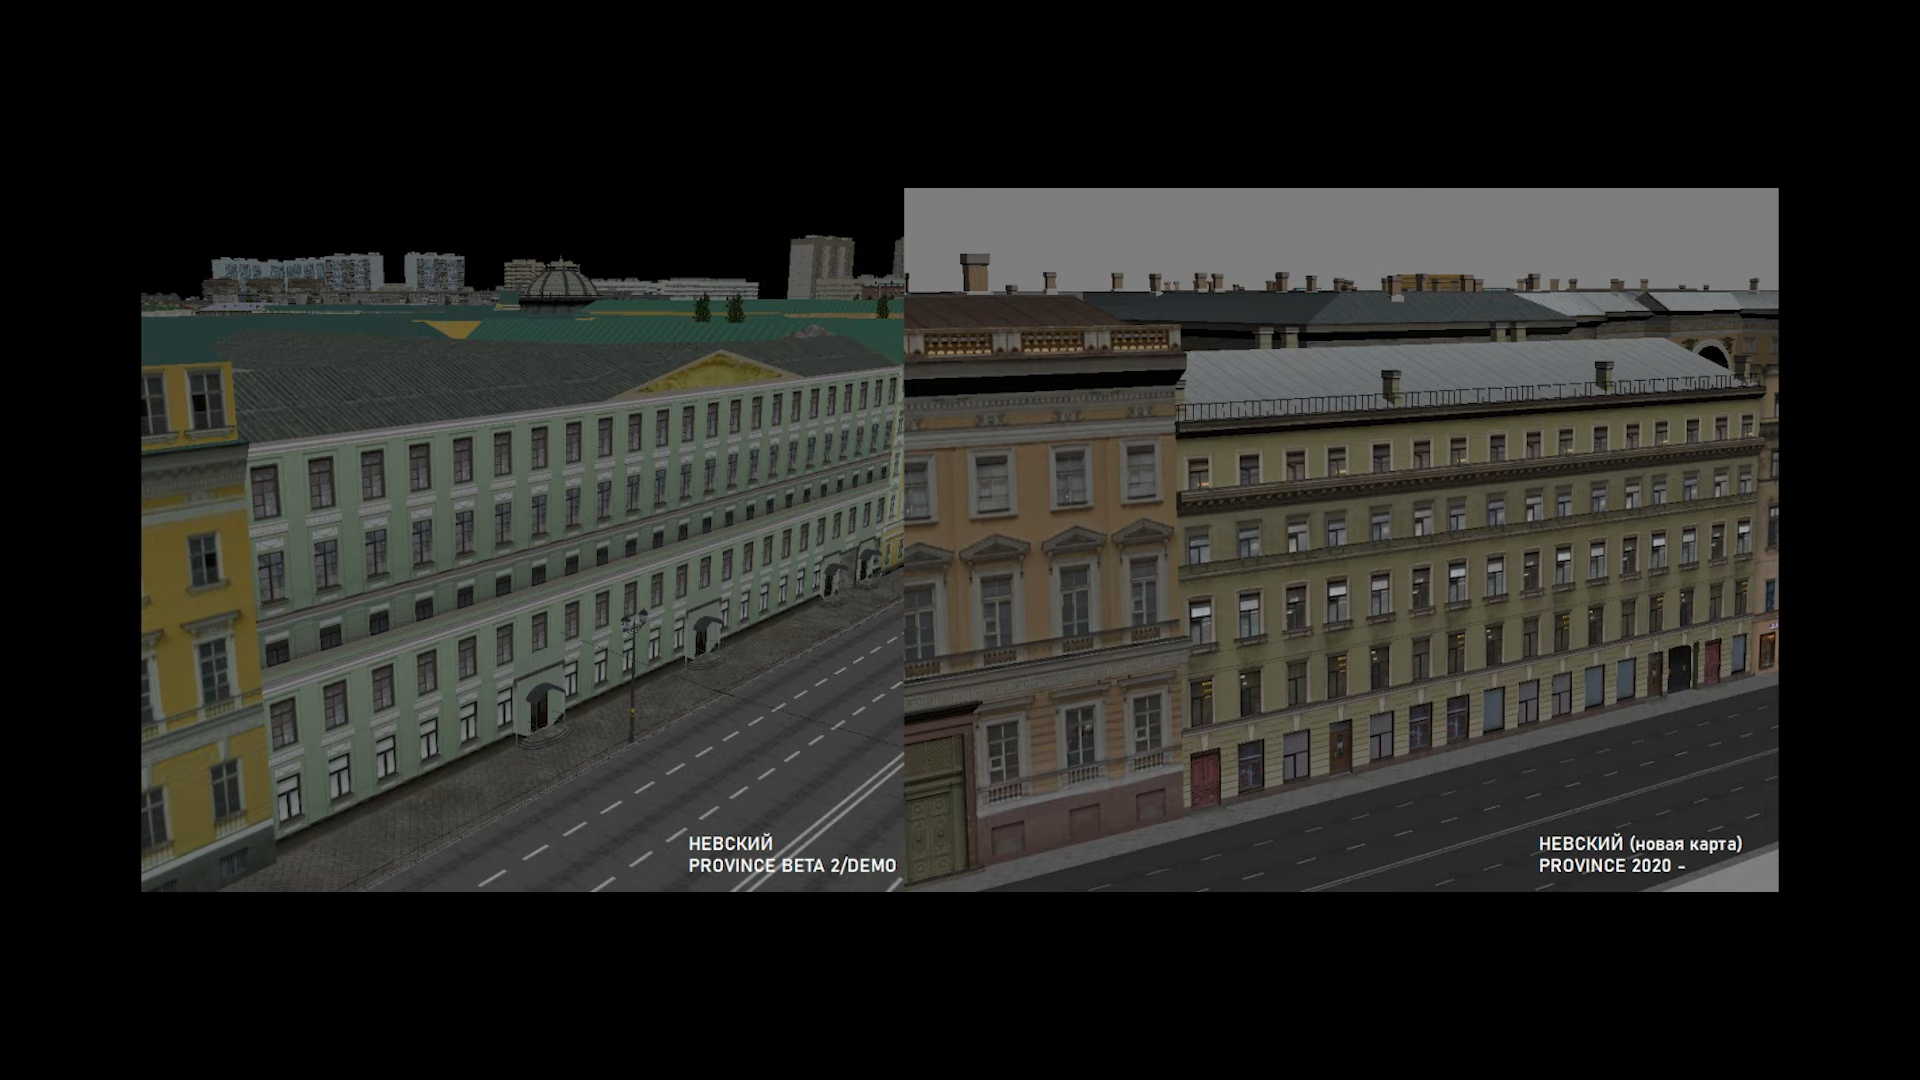 НЕВСКИЙ
PROVINCE BETA 2/DEMO
НЕВСКИЙ (новая карта)
PROVINCE 2020 -